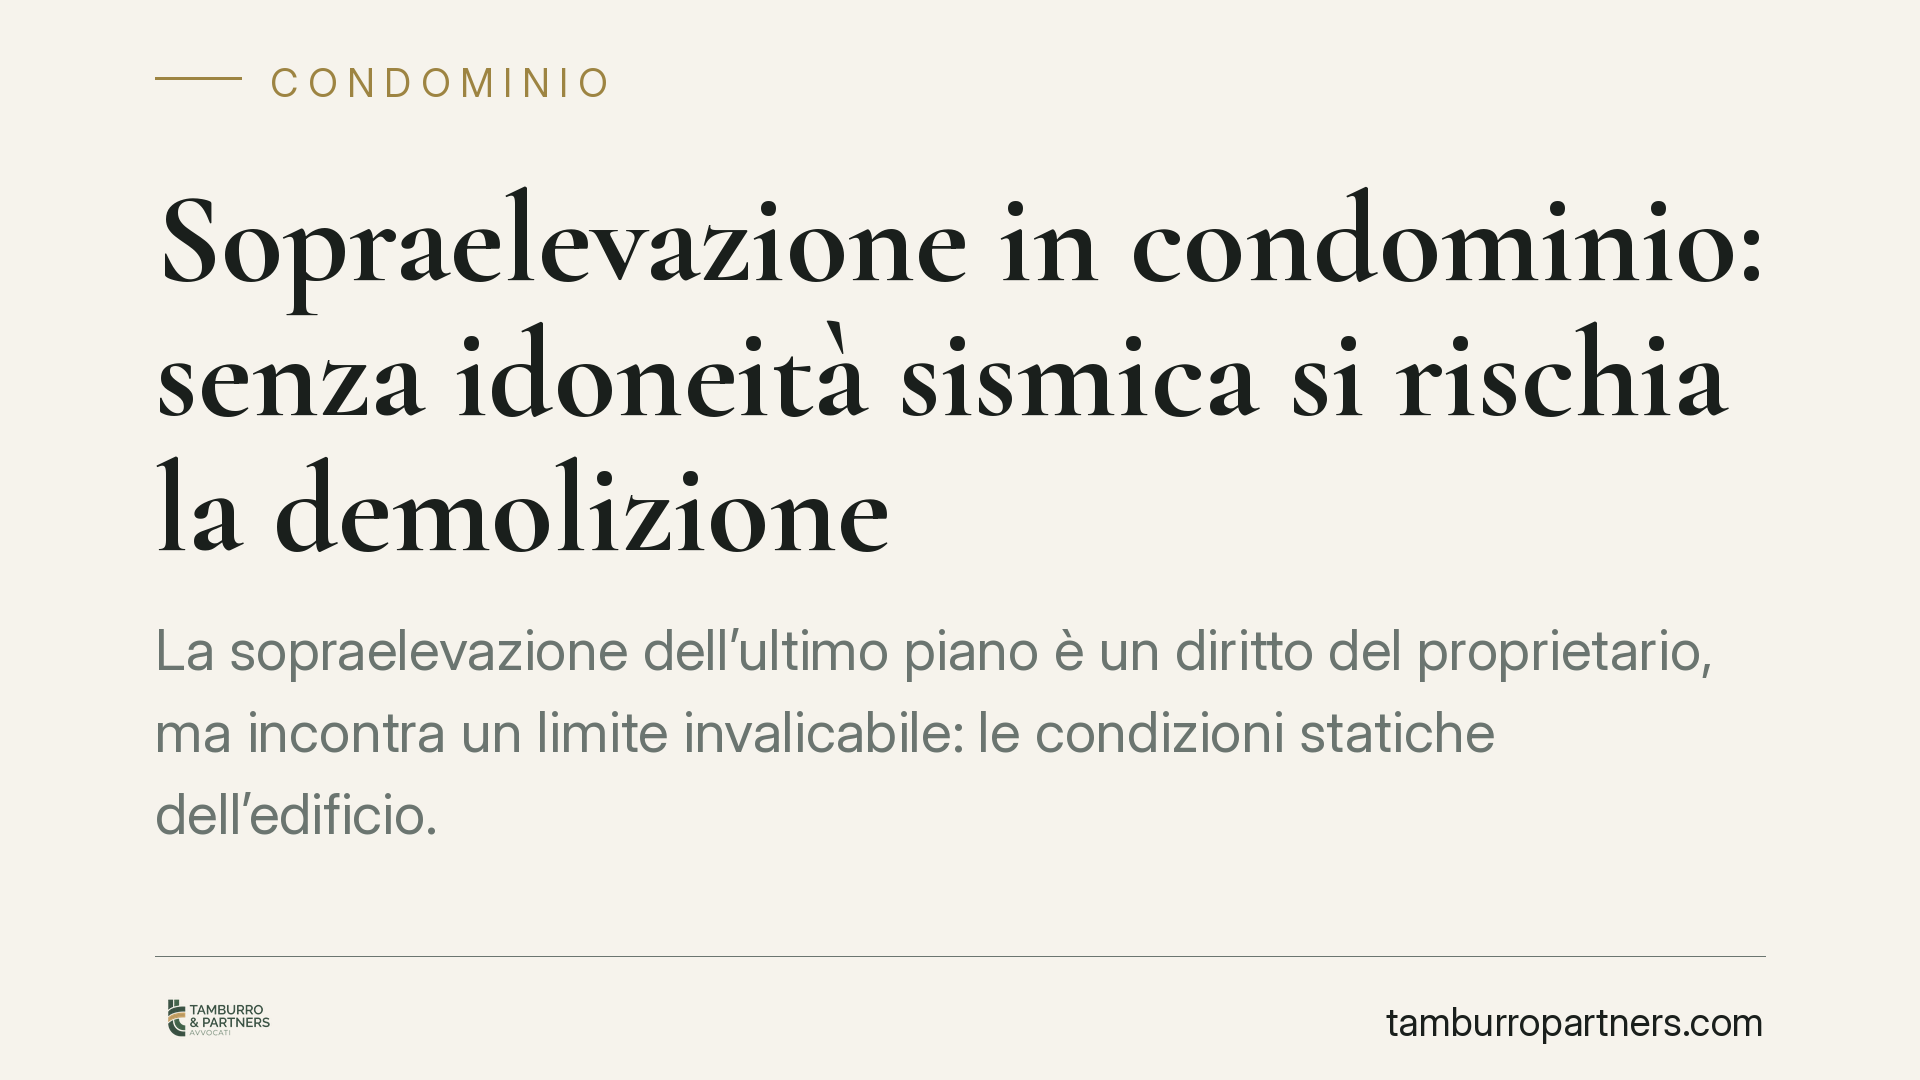 CONDOMINIO
Sopraelevazione in condominio:
senza idoneità sismica si rischia
la demolizione
La sopraelevazione dell’ultimo piano è un diritto del proprietario,
ma incontra un limite invalicabile: le condizioni statiche
dell’edificio.
TAMBURRO
& PARTNERS
AVVOCATI
tamburropartners.com